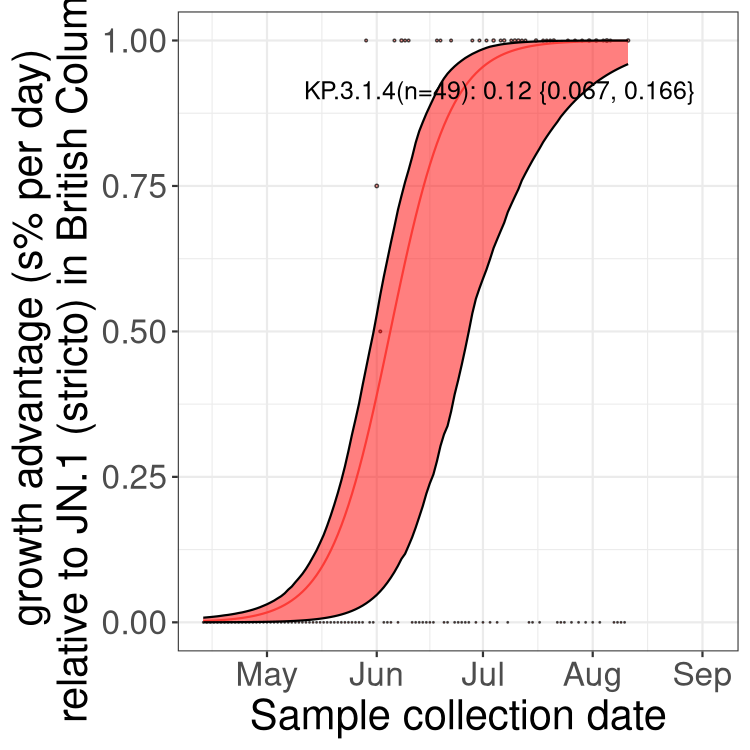 growth advantage (s% per day)
relative to JN.1 (stricto) in British Colum
1.00
0.75
0.50
0.25
0.00
KP.3.1.4(n=49): 0.12 {0.067, 0.166}
May Jun Jul Aug Sep
Sample collection date